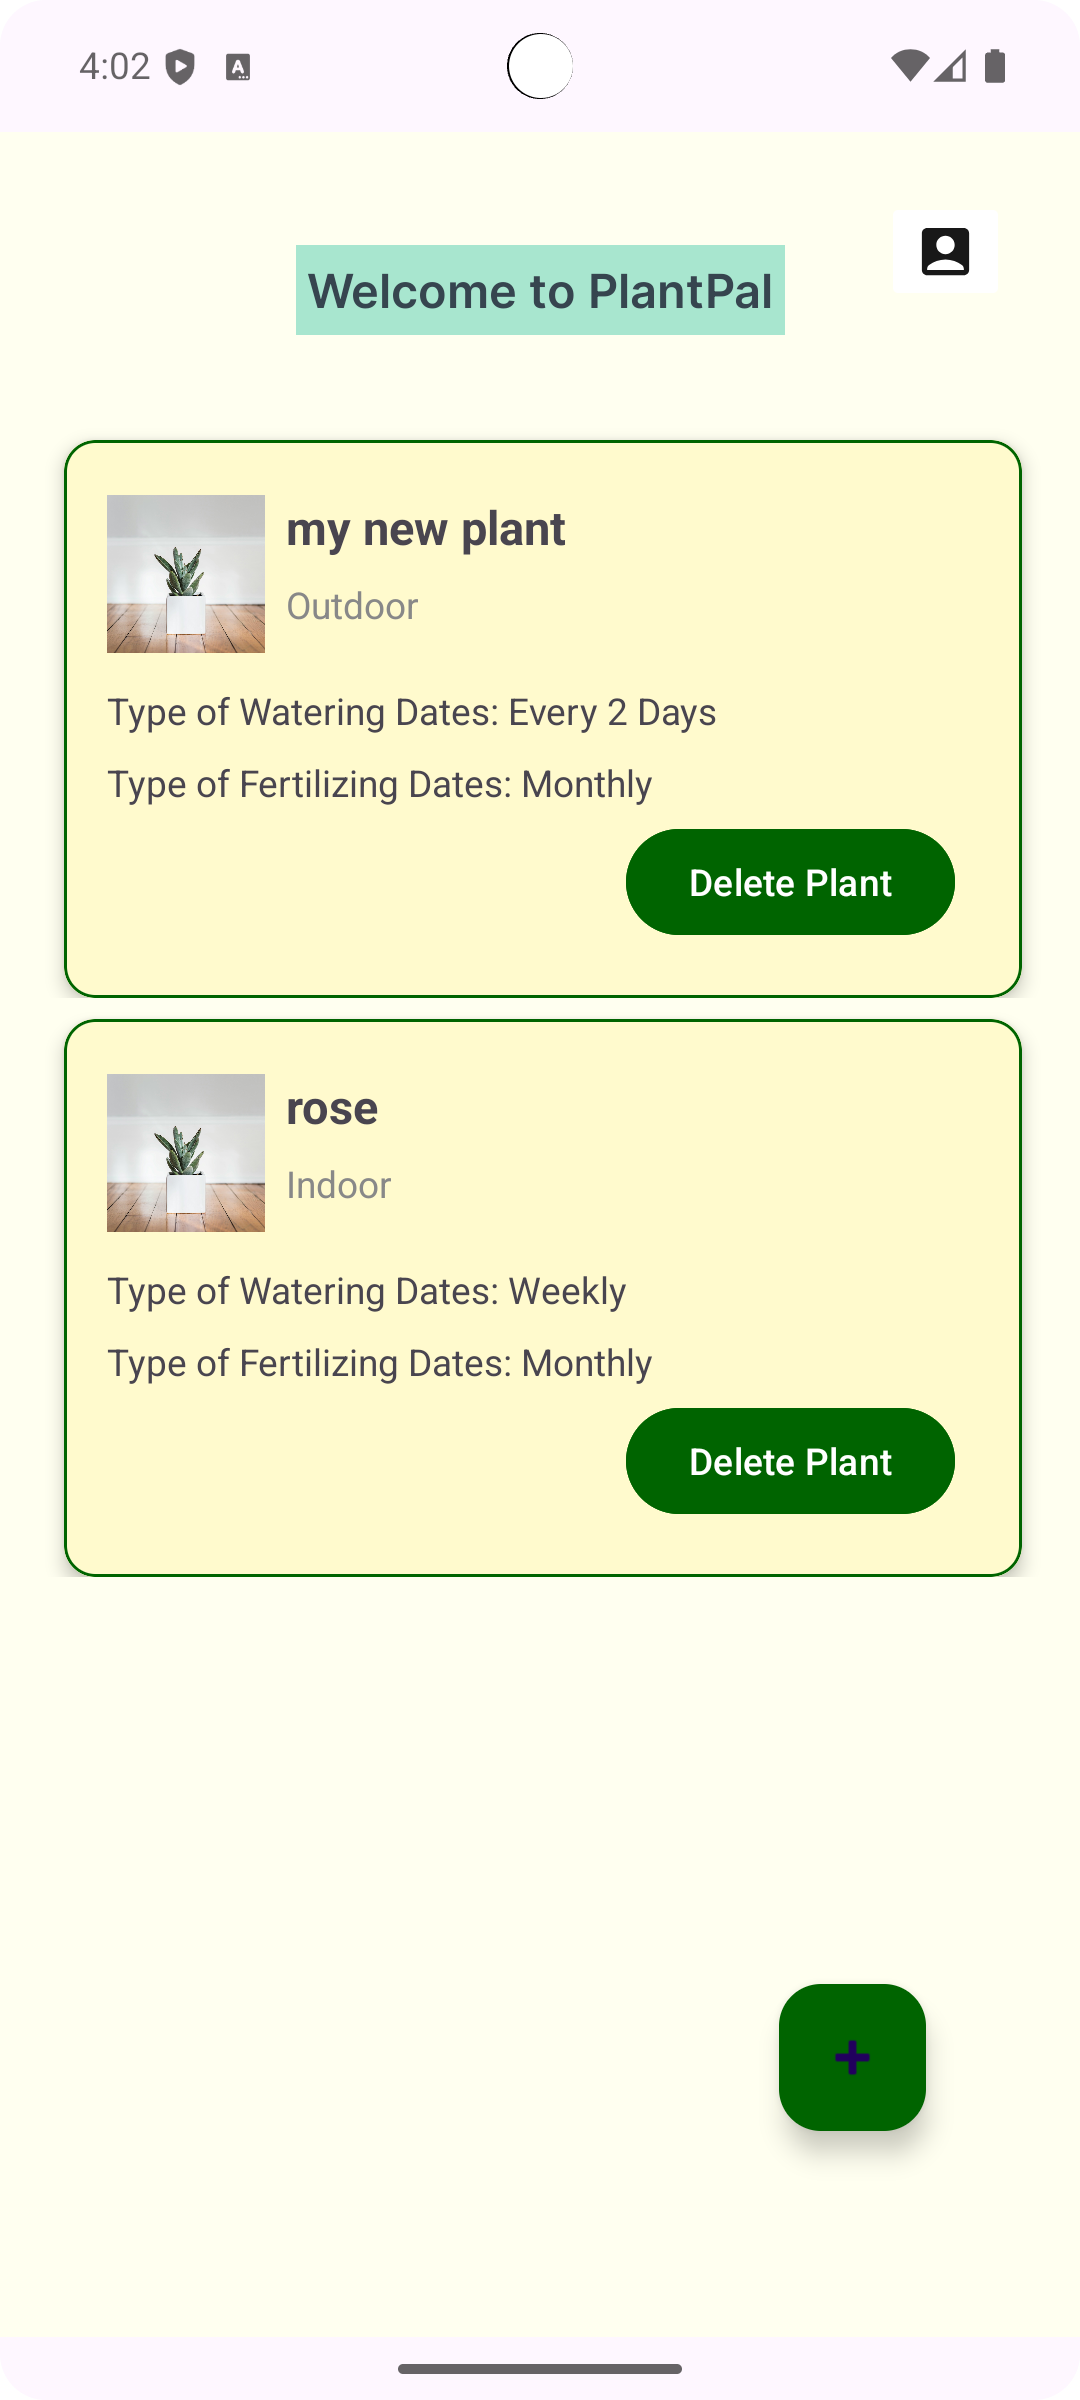 4:02
Welcome to PlantPal
my new plant
Outdoor
Type of Watering Dates: Every 2 Days
Type of Fertilizing Dates: Monthly
Delete Plant
rose
Indoor
Type of Watering Dates: Weekly
Type of Fertilizing Dates: Monthly
Delete Plant